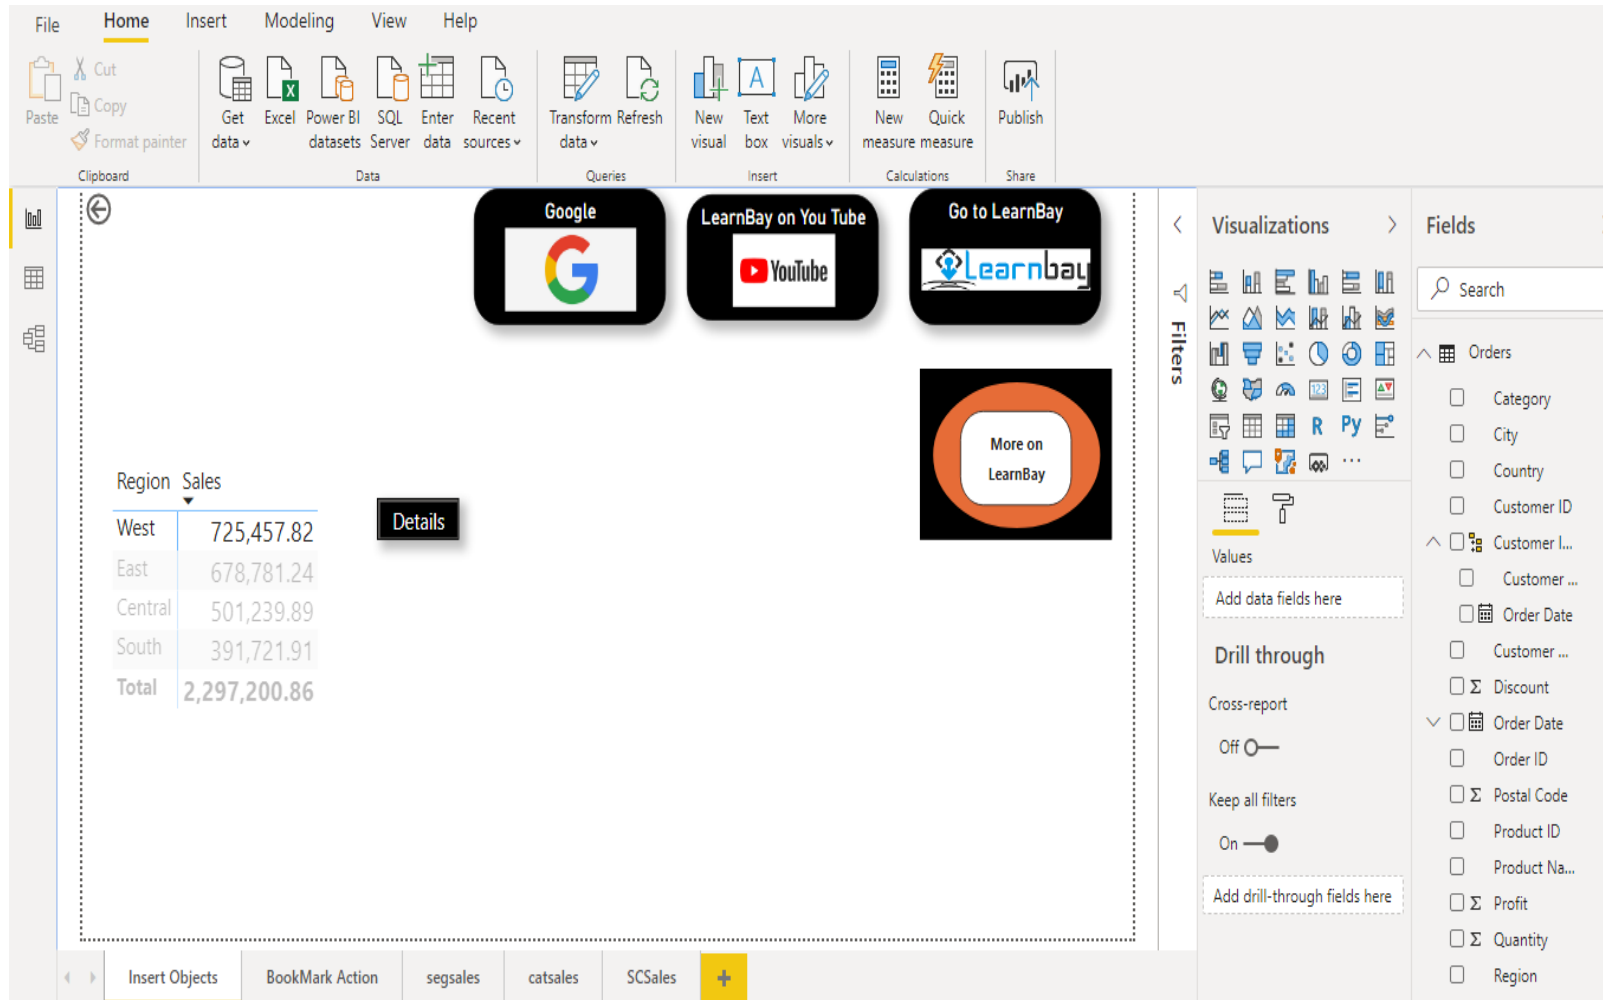 File Home Insert Modeling View Help
Paste
Cut
Copy
Format painter
Clipboard
Get data
Excel
Power BI datasets
SQL Server
Enter data
Recent sources
Data
Transform data
Refresh
Queries
New visual
Text box
More visuals
Insert
New measure
Quick measure
Calculations
Publish
Share
Google
G
LearnBay on You Tube
YouTube
Go to LearnBay
Learnbay
More on
LearnBay
Region Sales
West 725,457.82
East 678,781.24
Central 501,239.89
South 391,721.91
Total 2,297,200.86
Details
Filters
Visualizations
123
R
Py
...
Values
Add data fields here
Drill through
Cross-report
Off
Keep all filters
On
Add drill-through fields here
Fields
Search
Orders
Category
City
Country
Customer ID
Customer I...
Customer ...
Order Date
Customer ...
Σ Discount
Order Date
Order ID
Σ Postal Code
Product ID
Product Na...
Σ Profit
Σ Quantity
Region
Insert Objects BookMark Action segsales catsales SCSales +